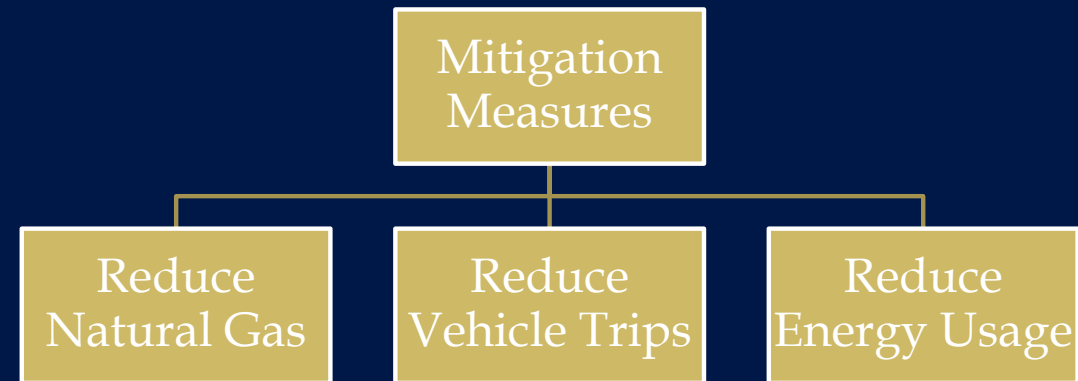 Mitigation
Measures
Reduce
Natural Gas
Reduce
Vehicle Trips
Reduce
Energy Usage